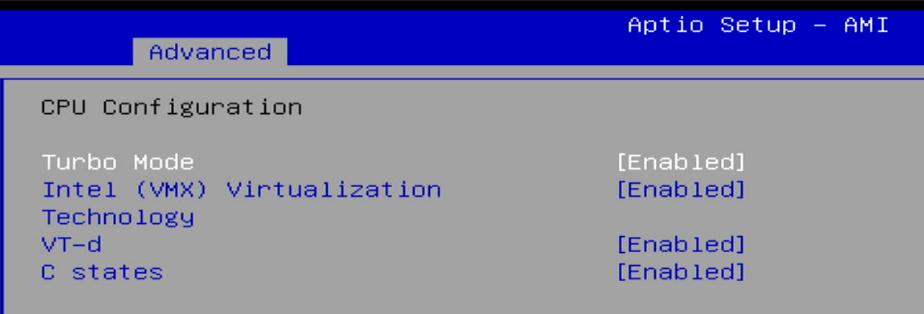 Aptio Setup – AMI
Advanced
CPU Configuration
Turbo Mode [Enabled]
Intel (VMX) Virtualization [Enabled]
Technology
VT-d [Enabled]
C states [Enabled]